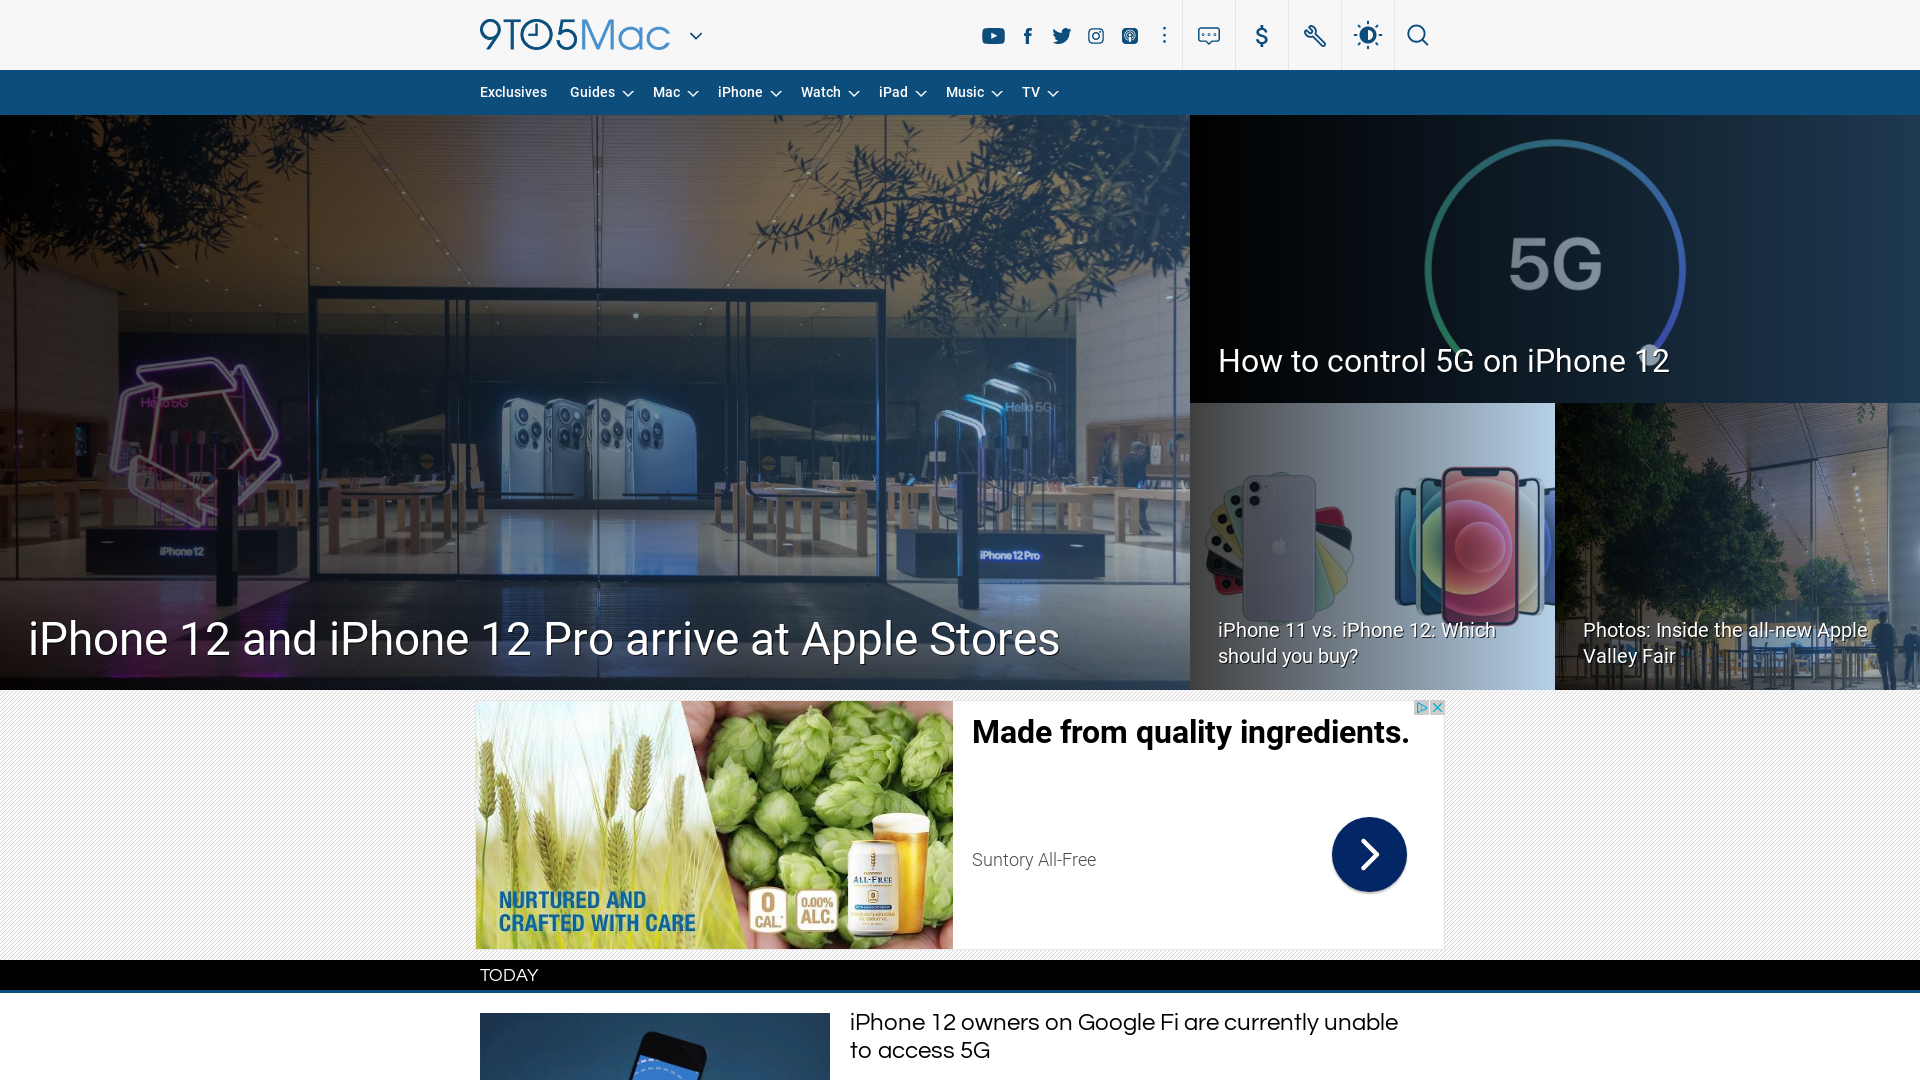 9TO5Mac
Exclusives
Guides
Mac
iPhone
Watch
iPad
Music
TV
Hello 5G
Hello 5G
iPhone 12
iPhone 12 Pro
iPhone 12 and iPhone 12 Pro arrive at Apple Stores
5G
How to control 5G on iPhone 12
iPhone 11 vs. iPhone 12: Which
should you buy?
Photos: Inside the all-new Apple
Valley Fair
NURTURED AND
CRAFTED WITH CARE
0
CAL.
0.00%
ALC.
ALL-FREE
Made from quality ingredients.
Suntory All-Free
TODAY
iPhone 12 owners on Google Fi are currently unable
to access 5G